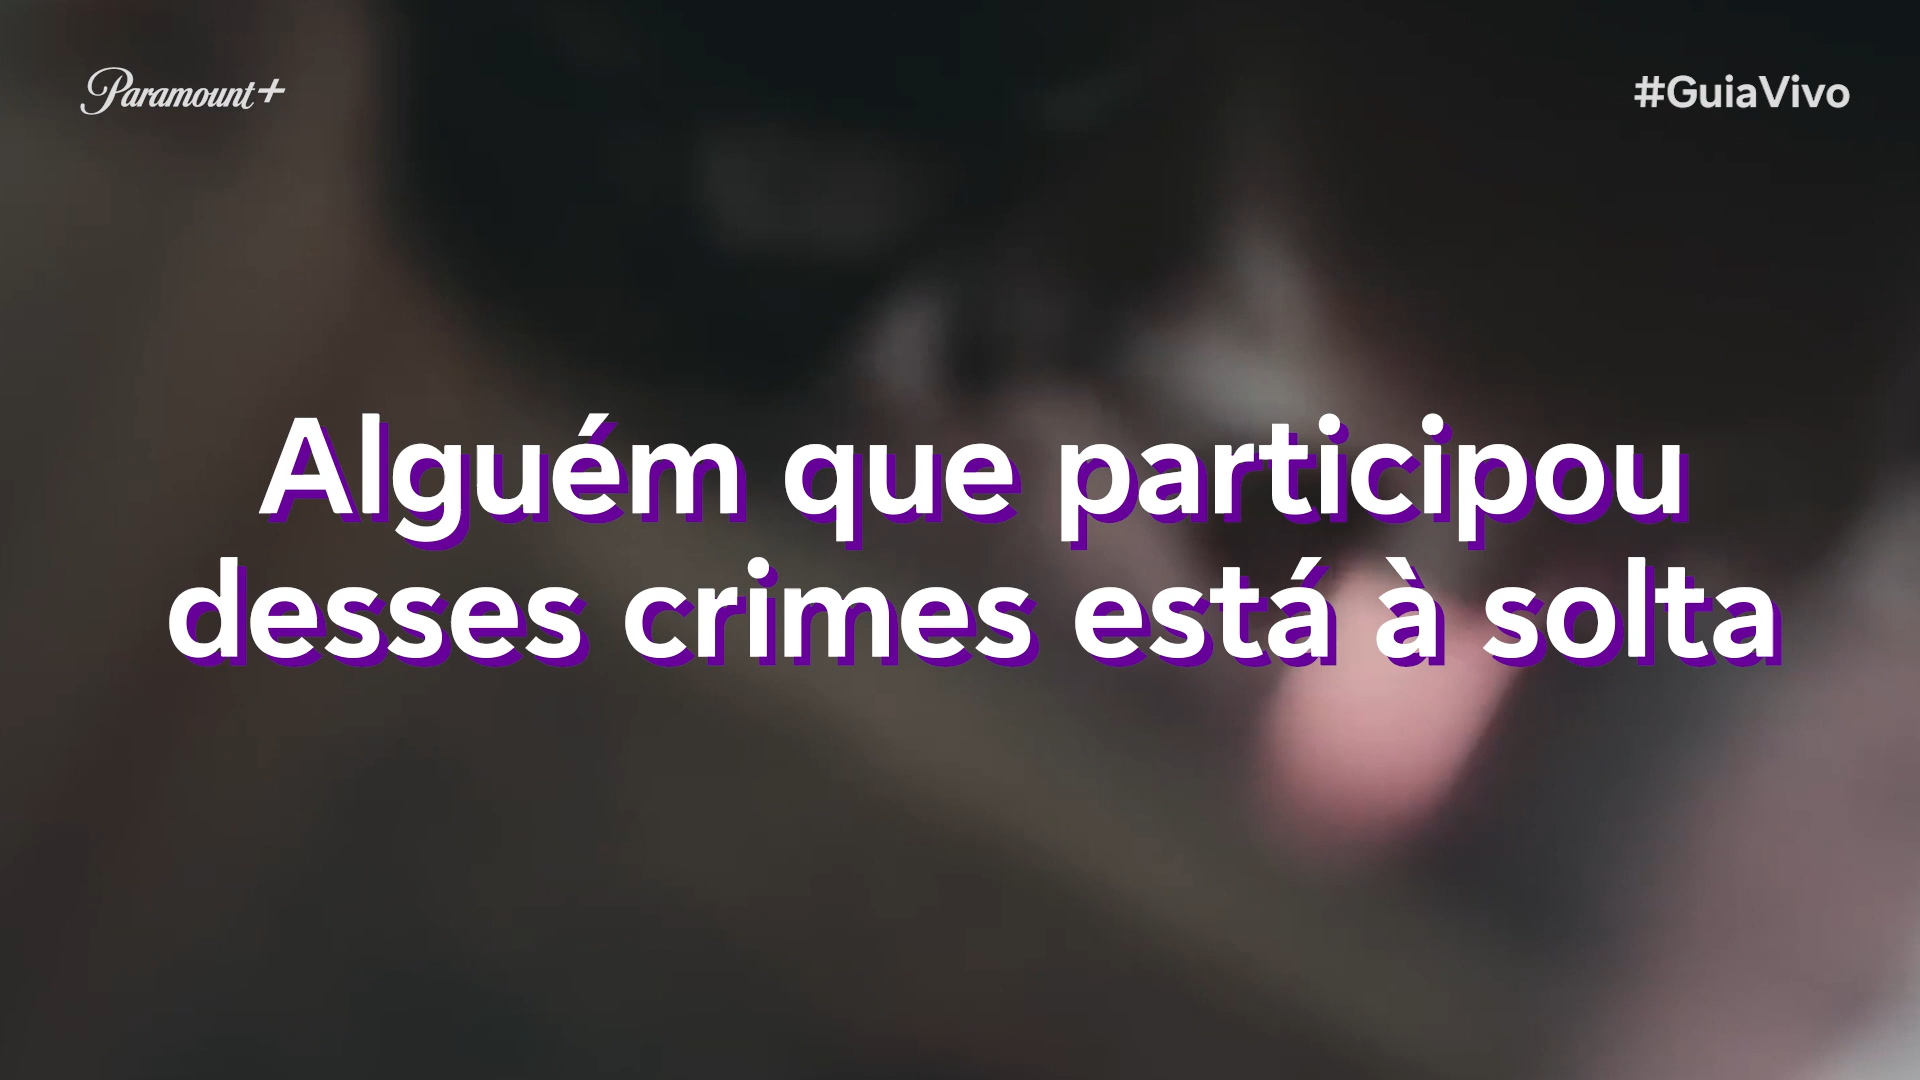 Paramount+
#GuiaVivo
Alguém que participou
desses crimes está à solta